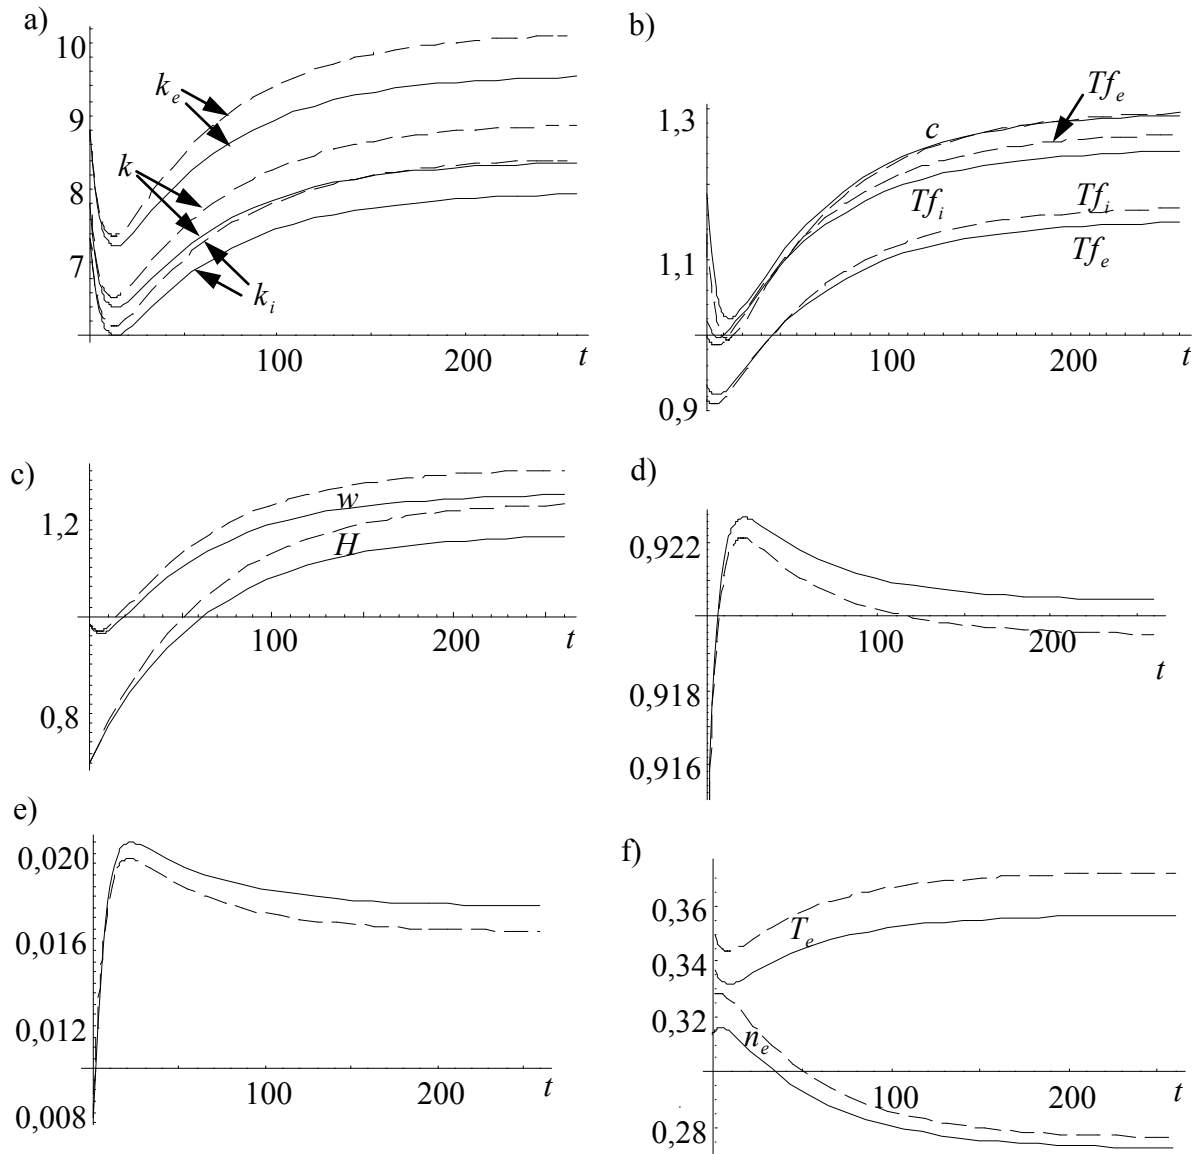 a)
10
9
8
7
k_e
k
k_i
100
200
t
b)
1,3
1,1
0,9
c
Tf_e
Tf_i
Tf_i
Tf_e
100
200
t
c)
1,2
0,8
w
H
100
200
t
d)
0,922
0,918
0,916
100
200
t
e)
0,020
0,016
0,012
0,008
100
200
t
f)
0,36
0,34
0,32
0,28
T_e
n_e
100
200
t